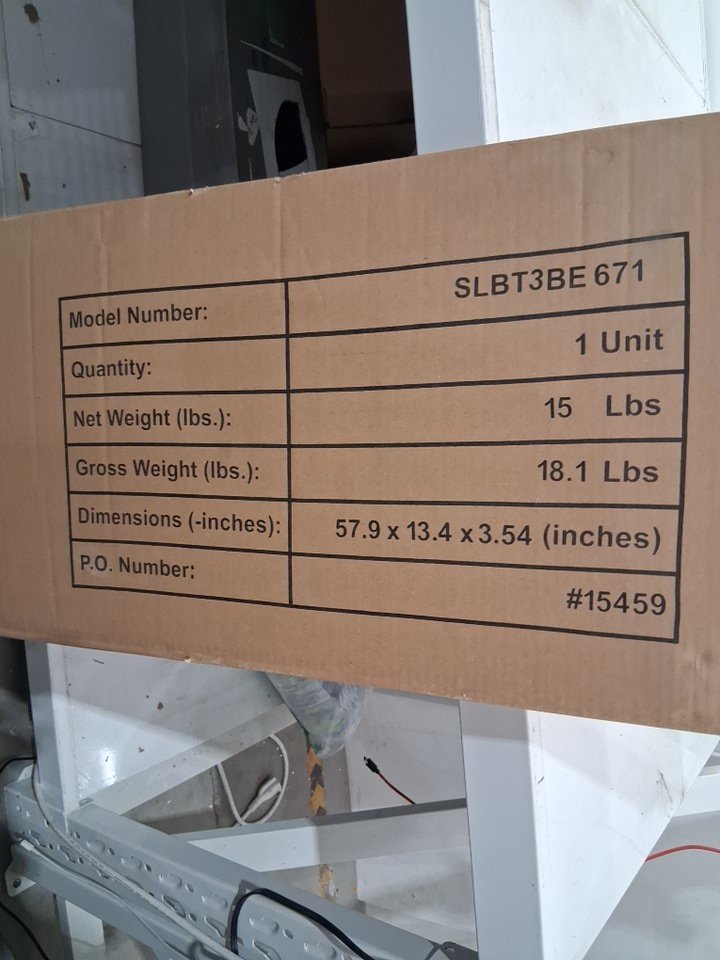 Model Number: SLBT3BE 671
Quantity: 1 Unit
Net Weight (lbs.): 15 Lbs
Gross Weight (lbs.): 18.1 Lbs
Dimensions (-inches): 57.9 x 13.4 x 3.54 (inches)
P.O. Number: #15459